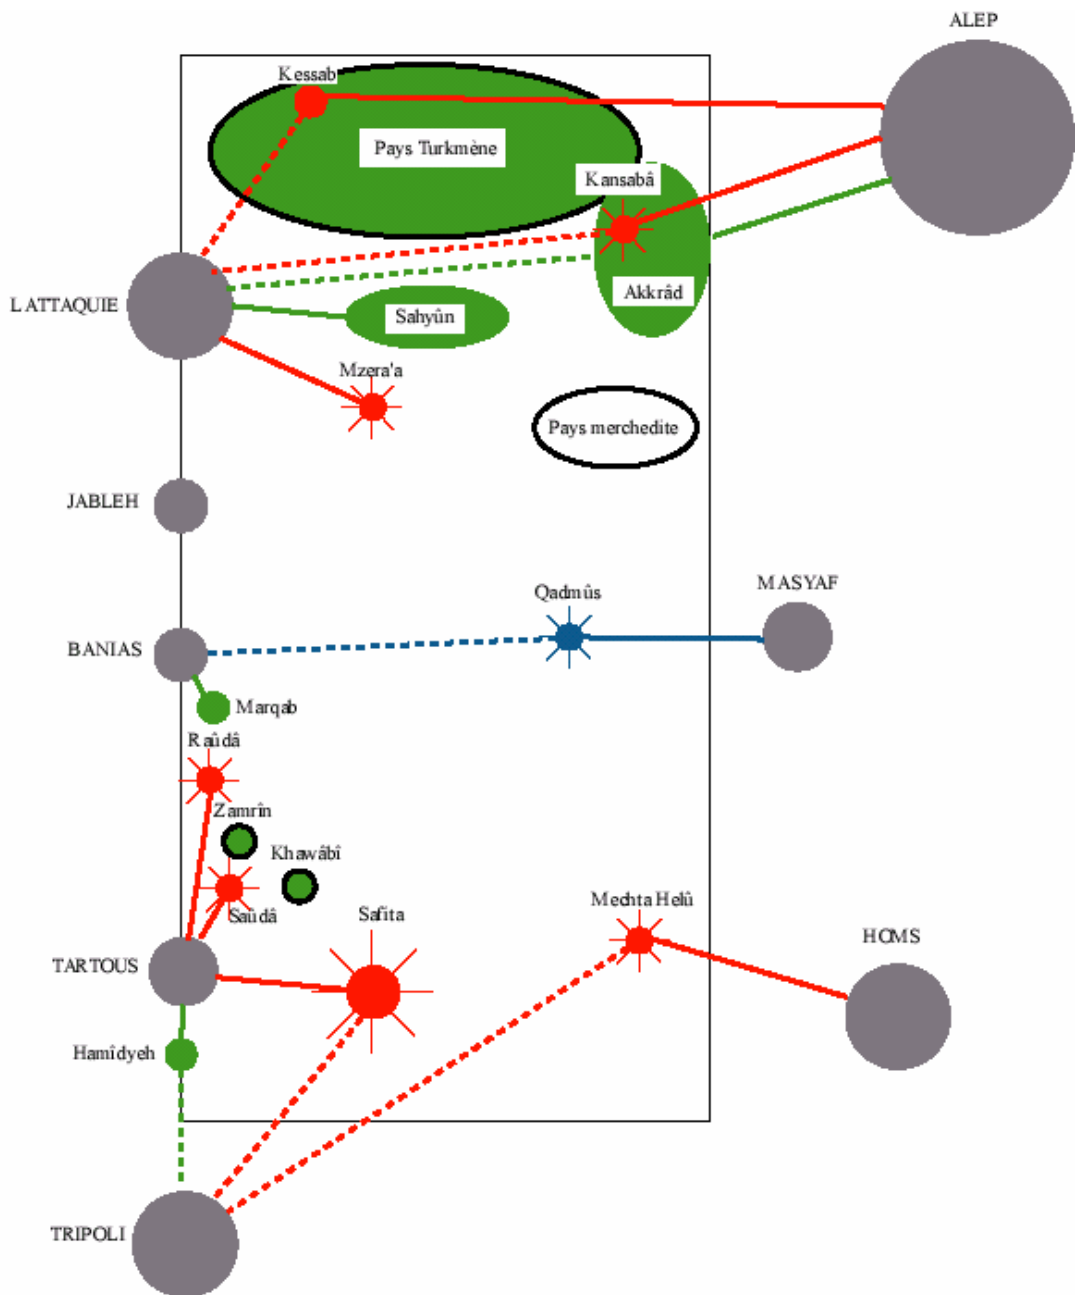 ALEP
Kessab
Pays Turkmène
Kansabâ
LATTAQUIE
Akkrâd
Sahyûn
Mzera'a
Pays merchedite
JABLEH
MASYAF
Qadmûs
BANIAS
Marqab
Raûdâ
Zamrîn
Khawâbî
Mechta Helû
Saûdâ
Safita
HOMS
TARTOUS
Hamîdyeh
TRIPOLI